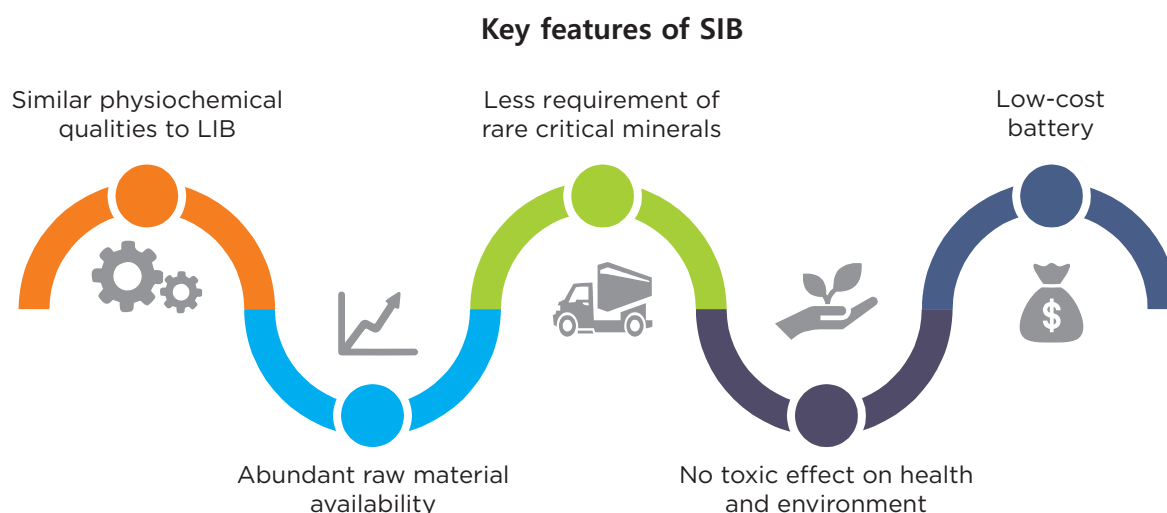 Key features of SIB
Similar physiochemical
qualities to LIB
Less requirement of
rare critical minerals
Low-cost
battery
$
Abundant raw material
availability
No toxic effect on health
and environment